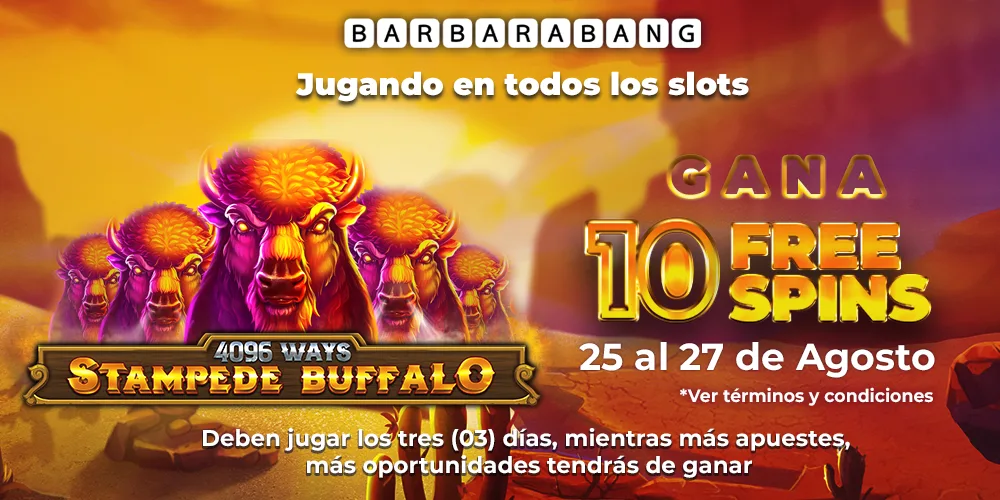 BARBARABANG
Jugando en todos los slots
GANA
10 FREE
SPINS
25 al 27 de Agosto
*Ver términos y condiciones
4096 WAYS
STAMPEDE BUFFALO
Deben jugar los tres (03) días, mientras más apuestes,
más oportunidades tendrás de ganar